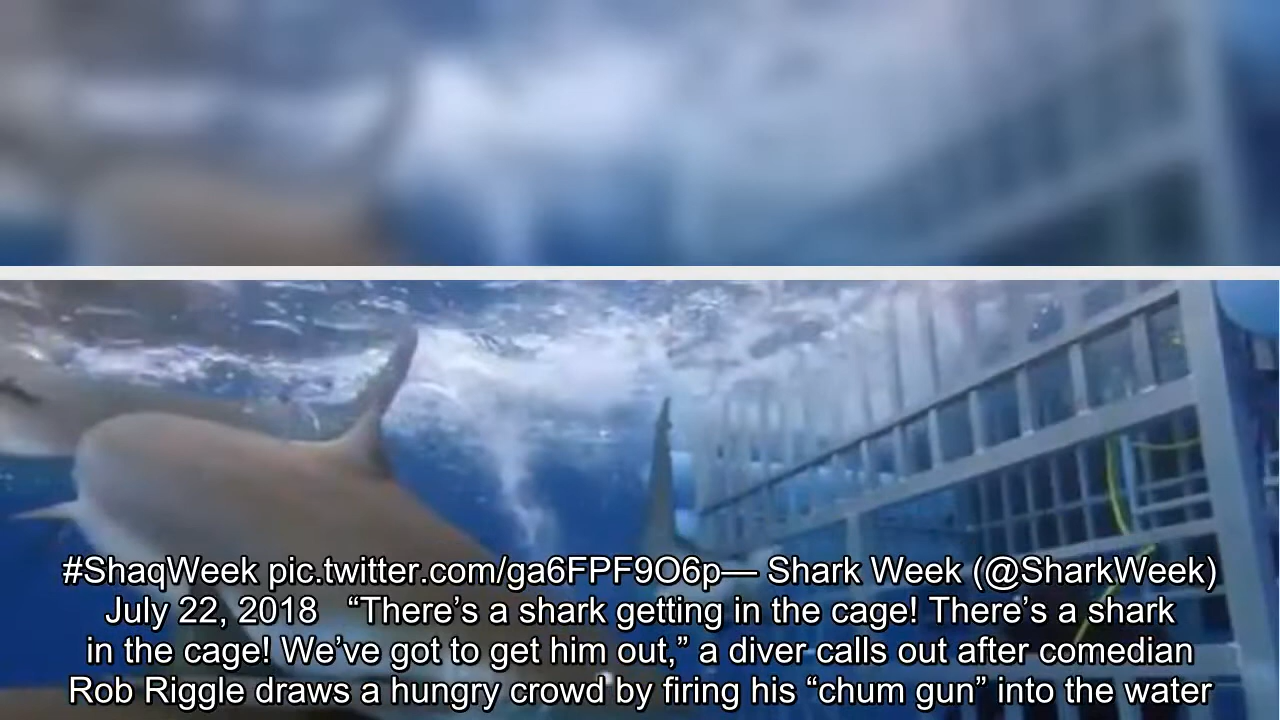 #ShaqWeek pic.twitter.com/ga6FPF9O6p— Shark Week (@SharkWeek)
July 22, 2018 “There’s a shark getting in the cage! There’s a shark
in the cage! We’ve got to get him out,” a diver calls out after comedian
Rob Riggle draws a hungry crowd by firing his “chum gun” into the water